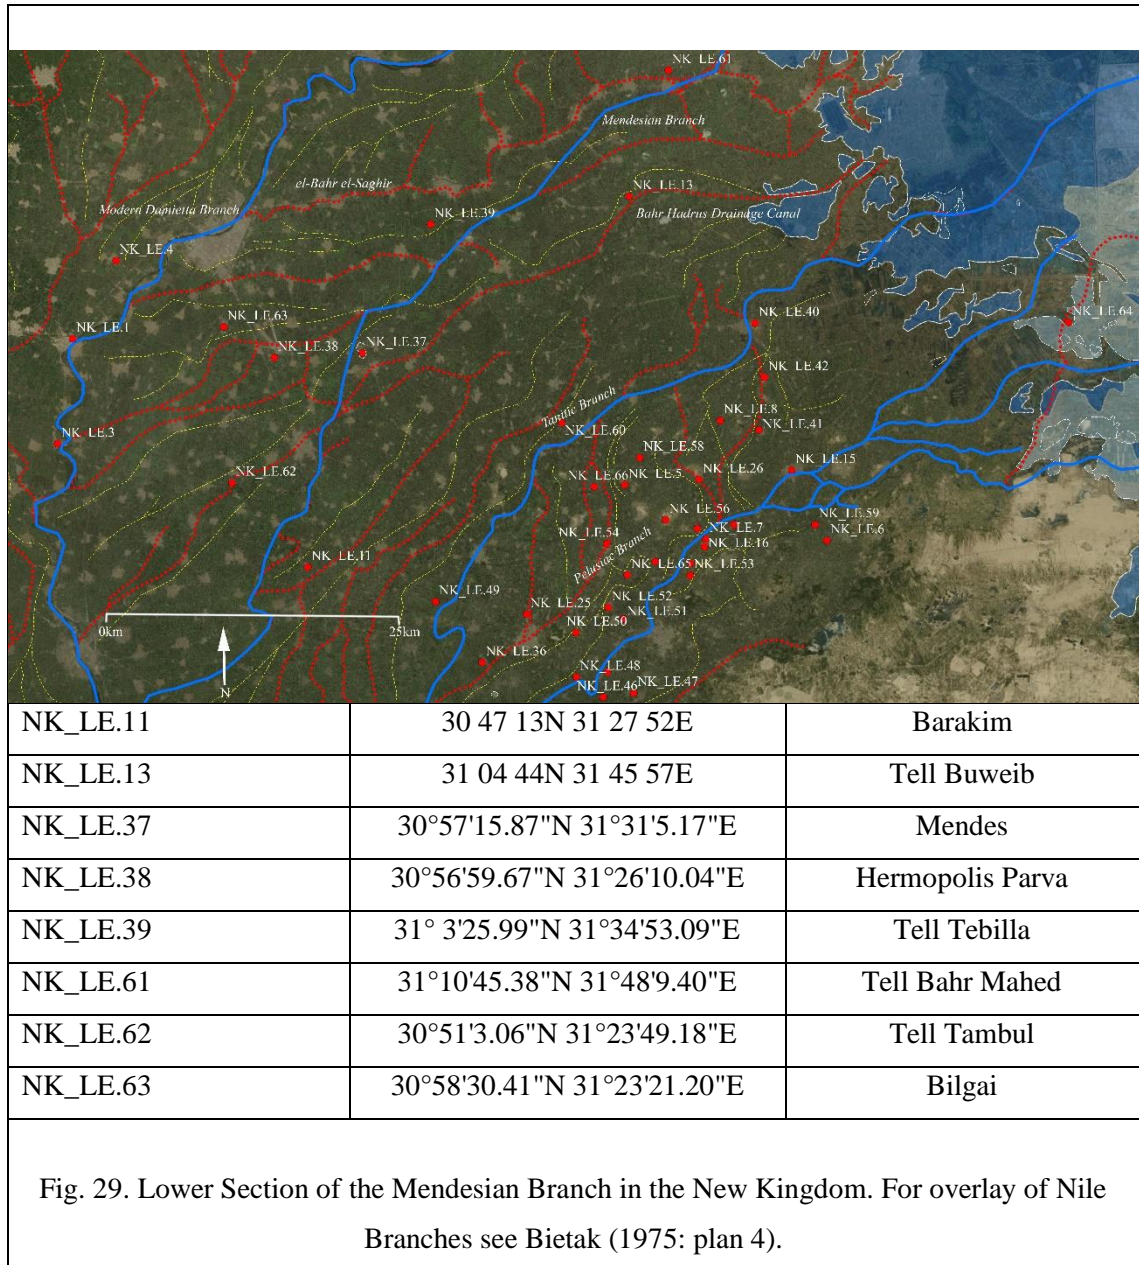 NK_LE.61
Mendesian Branch
el-Bahr el-Saghir
NK_LE.13
Modern Damietta Branch
Bahr Hadrus Drainage Canal
NK_LE.39
NK_LE.4
NK_LE.64
NK_LE.63
NK_LE.40
NK_LE.1
NK_LE.37
NK_LE.38
NK_LE.42
Tanitic Branch
NK_LE.8
NK_LE.60
NK_LE.41
NK_LE.3
NK_LE.58
NK_LE.15
NK_LE.62
NK_LE.66
NK_LE.5
NK_LE.26
NK_LE.56
NK_LE.59
NK_LE.54
NK_LE.7
NK_LE.6
NK_LE.16
NK_LE.11
Pelusiac Branch
NK_LE.65
NK_LE.53
NK_LE.49
NK_LE.25
NK_LE.52
NK_LE.51
0km
25km
NK_LE.50
NK_LE.36
NK_LE.48
NK_LE.46
NK_LE.47
N
NK_LE.11 30 47 13N 31 27 52E Barakim
NK_LE.13 31 04 44N 31 45 57E Tell Buweib
NK_LE.37 30°57'15.87"N 31°31'5.17"E Mendes
NK_LE.38 30°56'59.67"N 31°26'10.04"E Hermopolis Parva
NK_LE.39 31° 3'25.99"N 31°34'53.09"E Tell Tebilla
NK_LE.61 31°10'45.38"N 31°48'9.40"E Tell Bahr Mahed
NK_LE.62 30°51'3.06"N 31°23'49.18"E Tell Tambul
NK_LE.63 30°58'30.41"N 31°23'21.20"E Bilgai
Fig. 29. Lower Section of the Mendesian Branch in the New Kingdom. For overlay of Nile
Branches see Bietak (1975: plan 4).